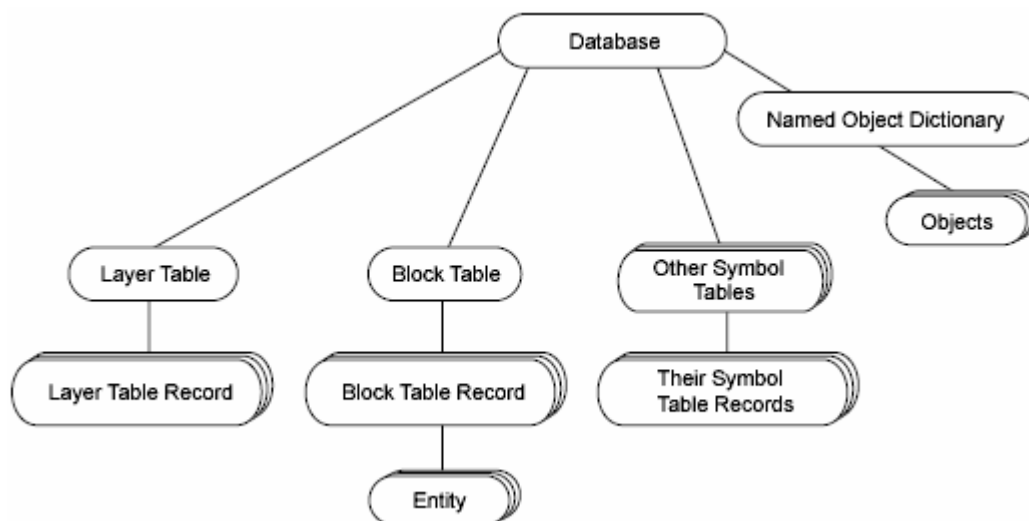 Database
Named Object Dictionary
Objects
Layer Table
Block Table
Other Symbol
Tables
Layer Table Record
Block Table Record
Their Symbol
Table Records
Entity